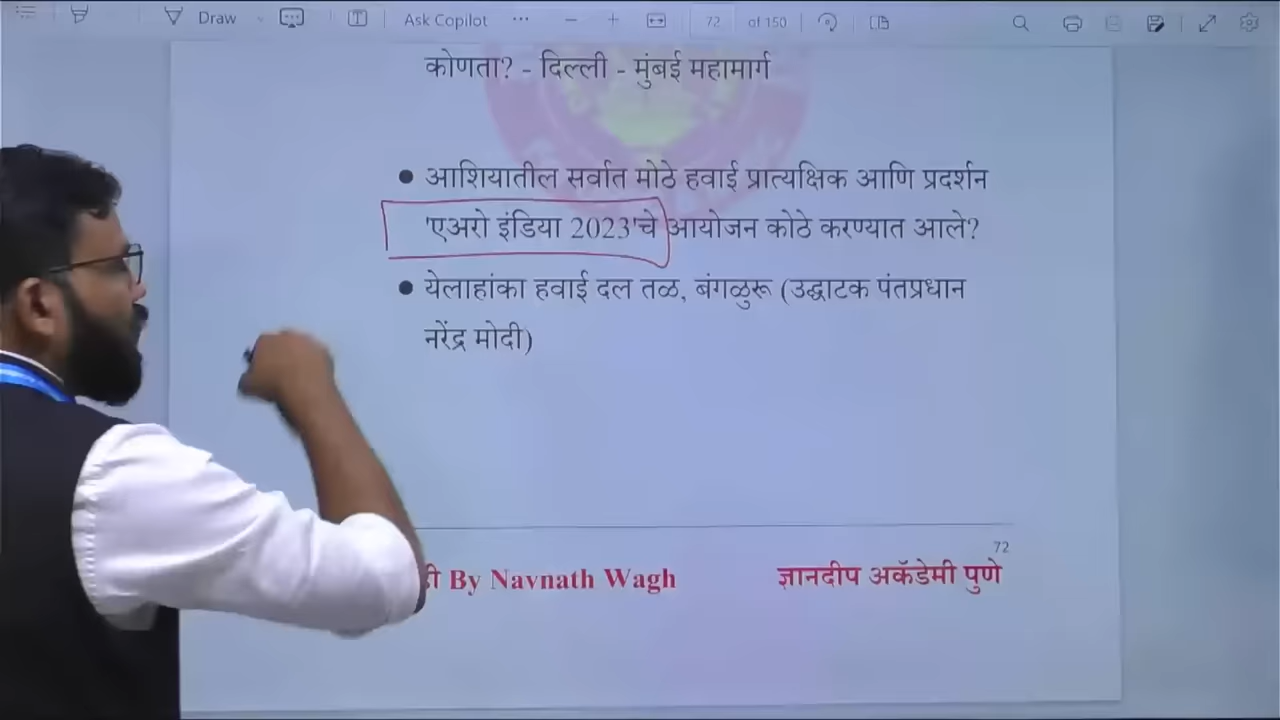 Draw
Ask Copilot
72 of 150
कोणता? - दिल्ली - मुंबई महामार्ग
आशियातील सर्वात मोठे हवाई प्रात्यक्षिक आणि प्रदर्शन
'एअरो इंडिया 2023'चे आयोजन कोठे करण्यात आले?
येलाहांका हवाई दल तळ, बंगळुरू (उद्घाटक पंतप्रधान
नरेंद्र मोदी)
72
By Navnath Wagh
ज्ञानदीप अकॅडेमी पुणे